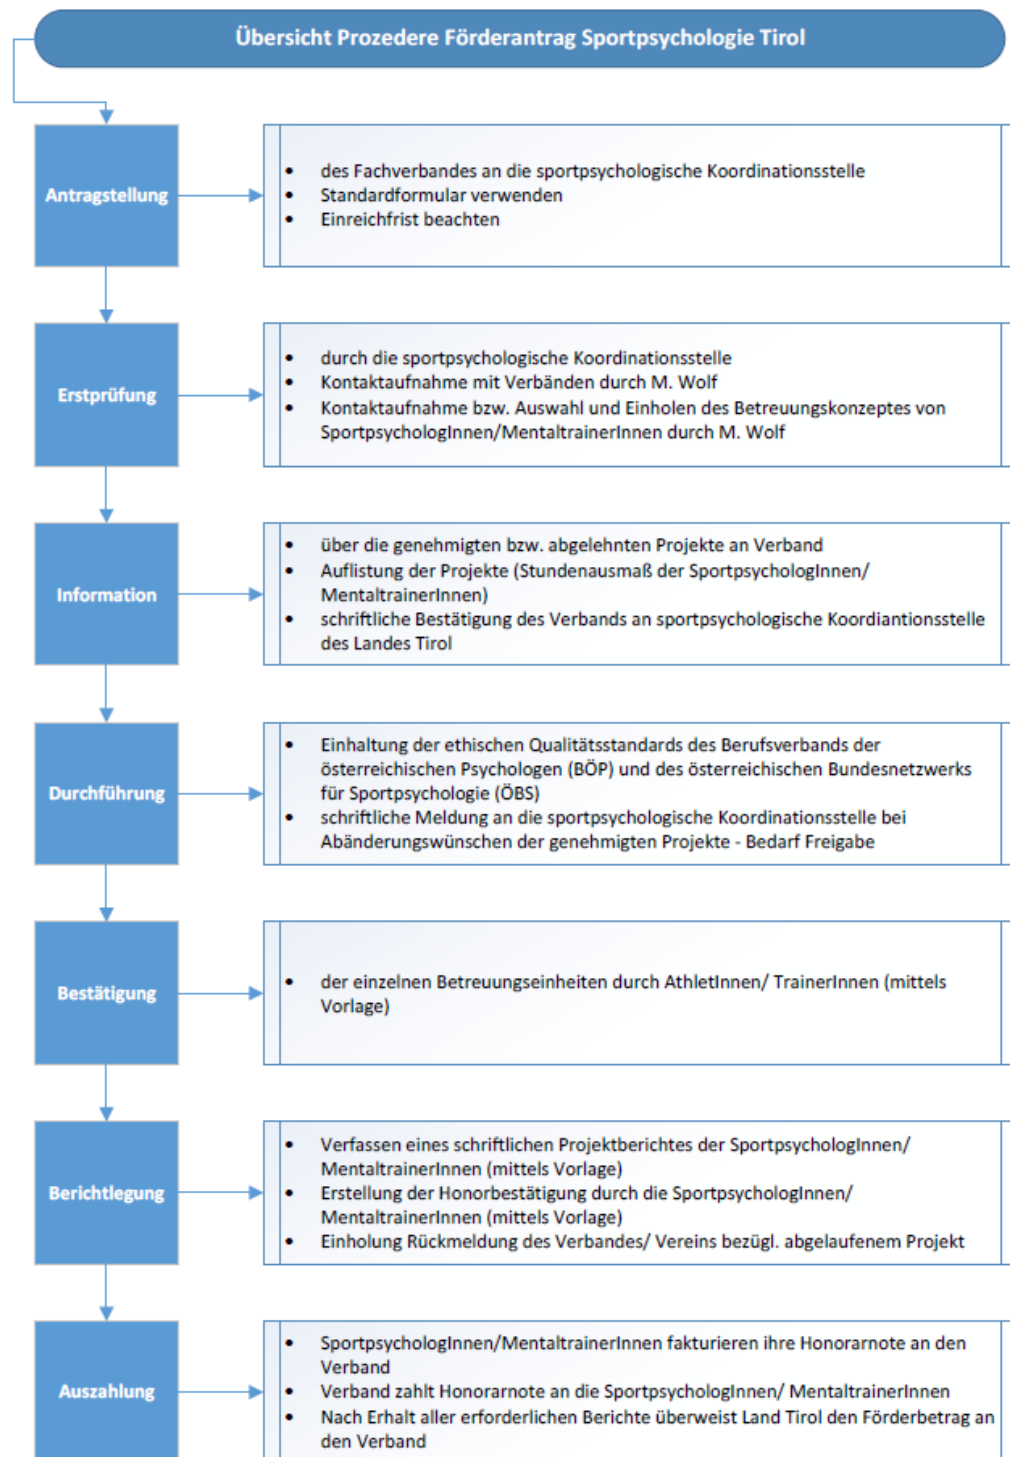 Übersicht Prozedere Förderantrag Sportpsychologie Tirol
Antragstellung
• des Fachverbandes an die sportpsychologische Koordinationsstelle
• Standardformular verwenden
• Einreichfrist beachten
Erstprüfung
• durch die sportpsychologische Koordinationsstelle
• Kontaktaufnahme mit Verbänden durch M. Wolf
• Kontaktaufnahme bzw. Auswahl und Einholen des Betreuungskonzeptes von
SportpsychologInnen/MentaltrainerInnen durch M. Wolf
Information
• über die genehmigten bzw. abgelehnten Projekte an Verband
• Auflistung der Projekte (Stundenausmaß der SportpsychologInnen/
MentaltrainerInnen)
• schriftliche Bestätigung des Verbands an sportpsychologische Koordiantionsstelle
des Landes Tirol
Durchführung
• Einhaltung der ethischen Qualitätsstandards des Berufsverbands der
österreichischen Psychologen (BÖP) und des österreichischen Bundesnetzwerks
für Sportpsychologie (ÖBS)
• schriftliche Meldung an die sportpsychologische Koordinationsstelle bei
Abänderungswünschen der genehmigten Projekte - Bedarf Freigabe
Bestätigung
• der einzelnen Betreuungseinheiten durch AthletInnen/ TrainerInnen (mittels
Vorlage)
Berichtlegung
• Verfassen eines schriftlichen Projektberichtes der SportpsychologInnen/
MentaltrainerInnen (mittels Vorlage)
• Erstellung der Honorbestätigung durch die SportpsychologInnen/
MentaltrainerInnen (mittels Vorlage)
• Einholung Rückmeldung des Verbandes/ Vereins bezügl. abgelaufenem Projekt
Auszahlung
• SportpsychologInnen/MentaltrainerInnen fakturieren ihre Honorarnote an den
Verband
• Verband zahlt Honorarnote an die SportpsychologInnen/ MentaltrainerInnen
• Nach Erhalt aller erforderlichen Berichte überweist Land Tirol den Förderbetrag an
den Verband